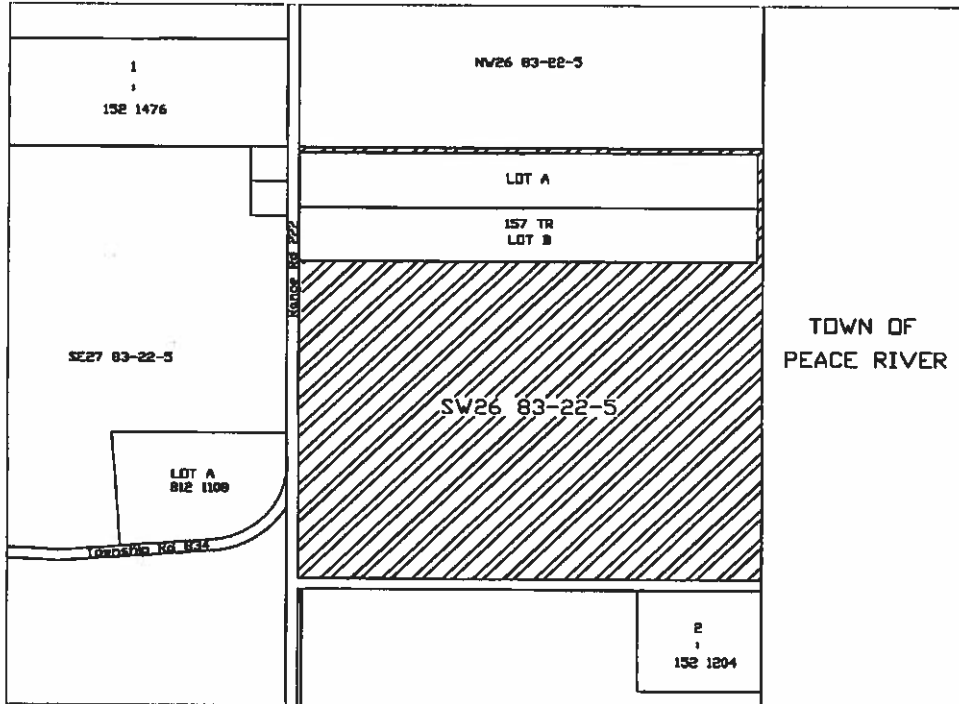 1
152 1476
NW26 83-22-5
LOT A
157 TR
LOT B
Range Rd 222
SE27 83-22-5
SW26 83-22-5
TOWN OF
PEACE RIVER
LOT A
812 1108
Township Rd 834
2
152 1204